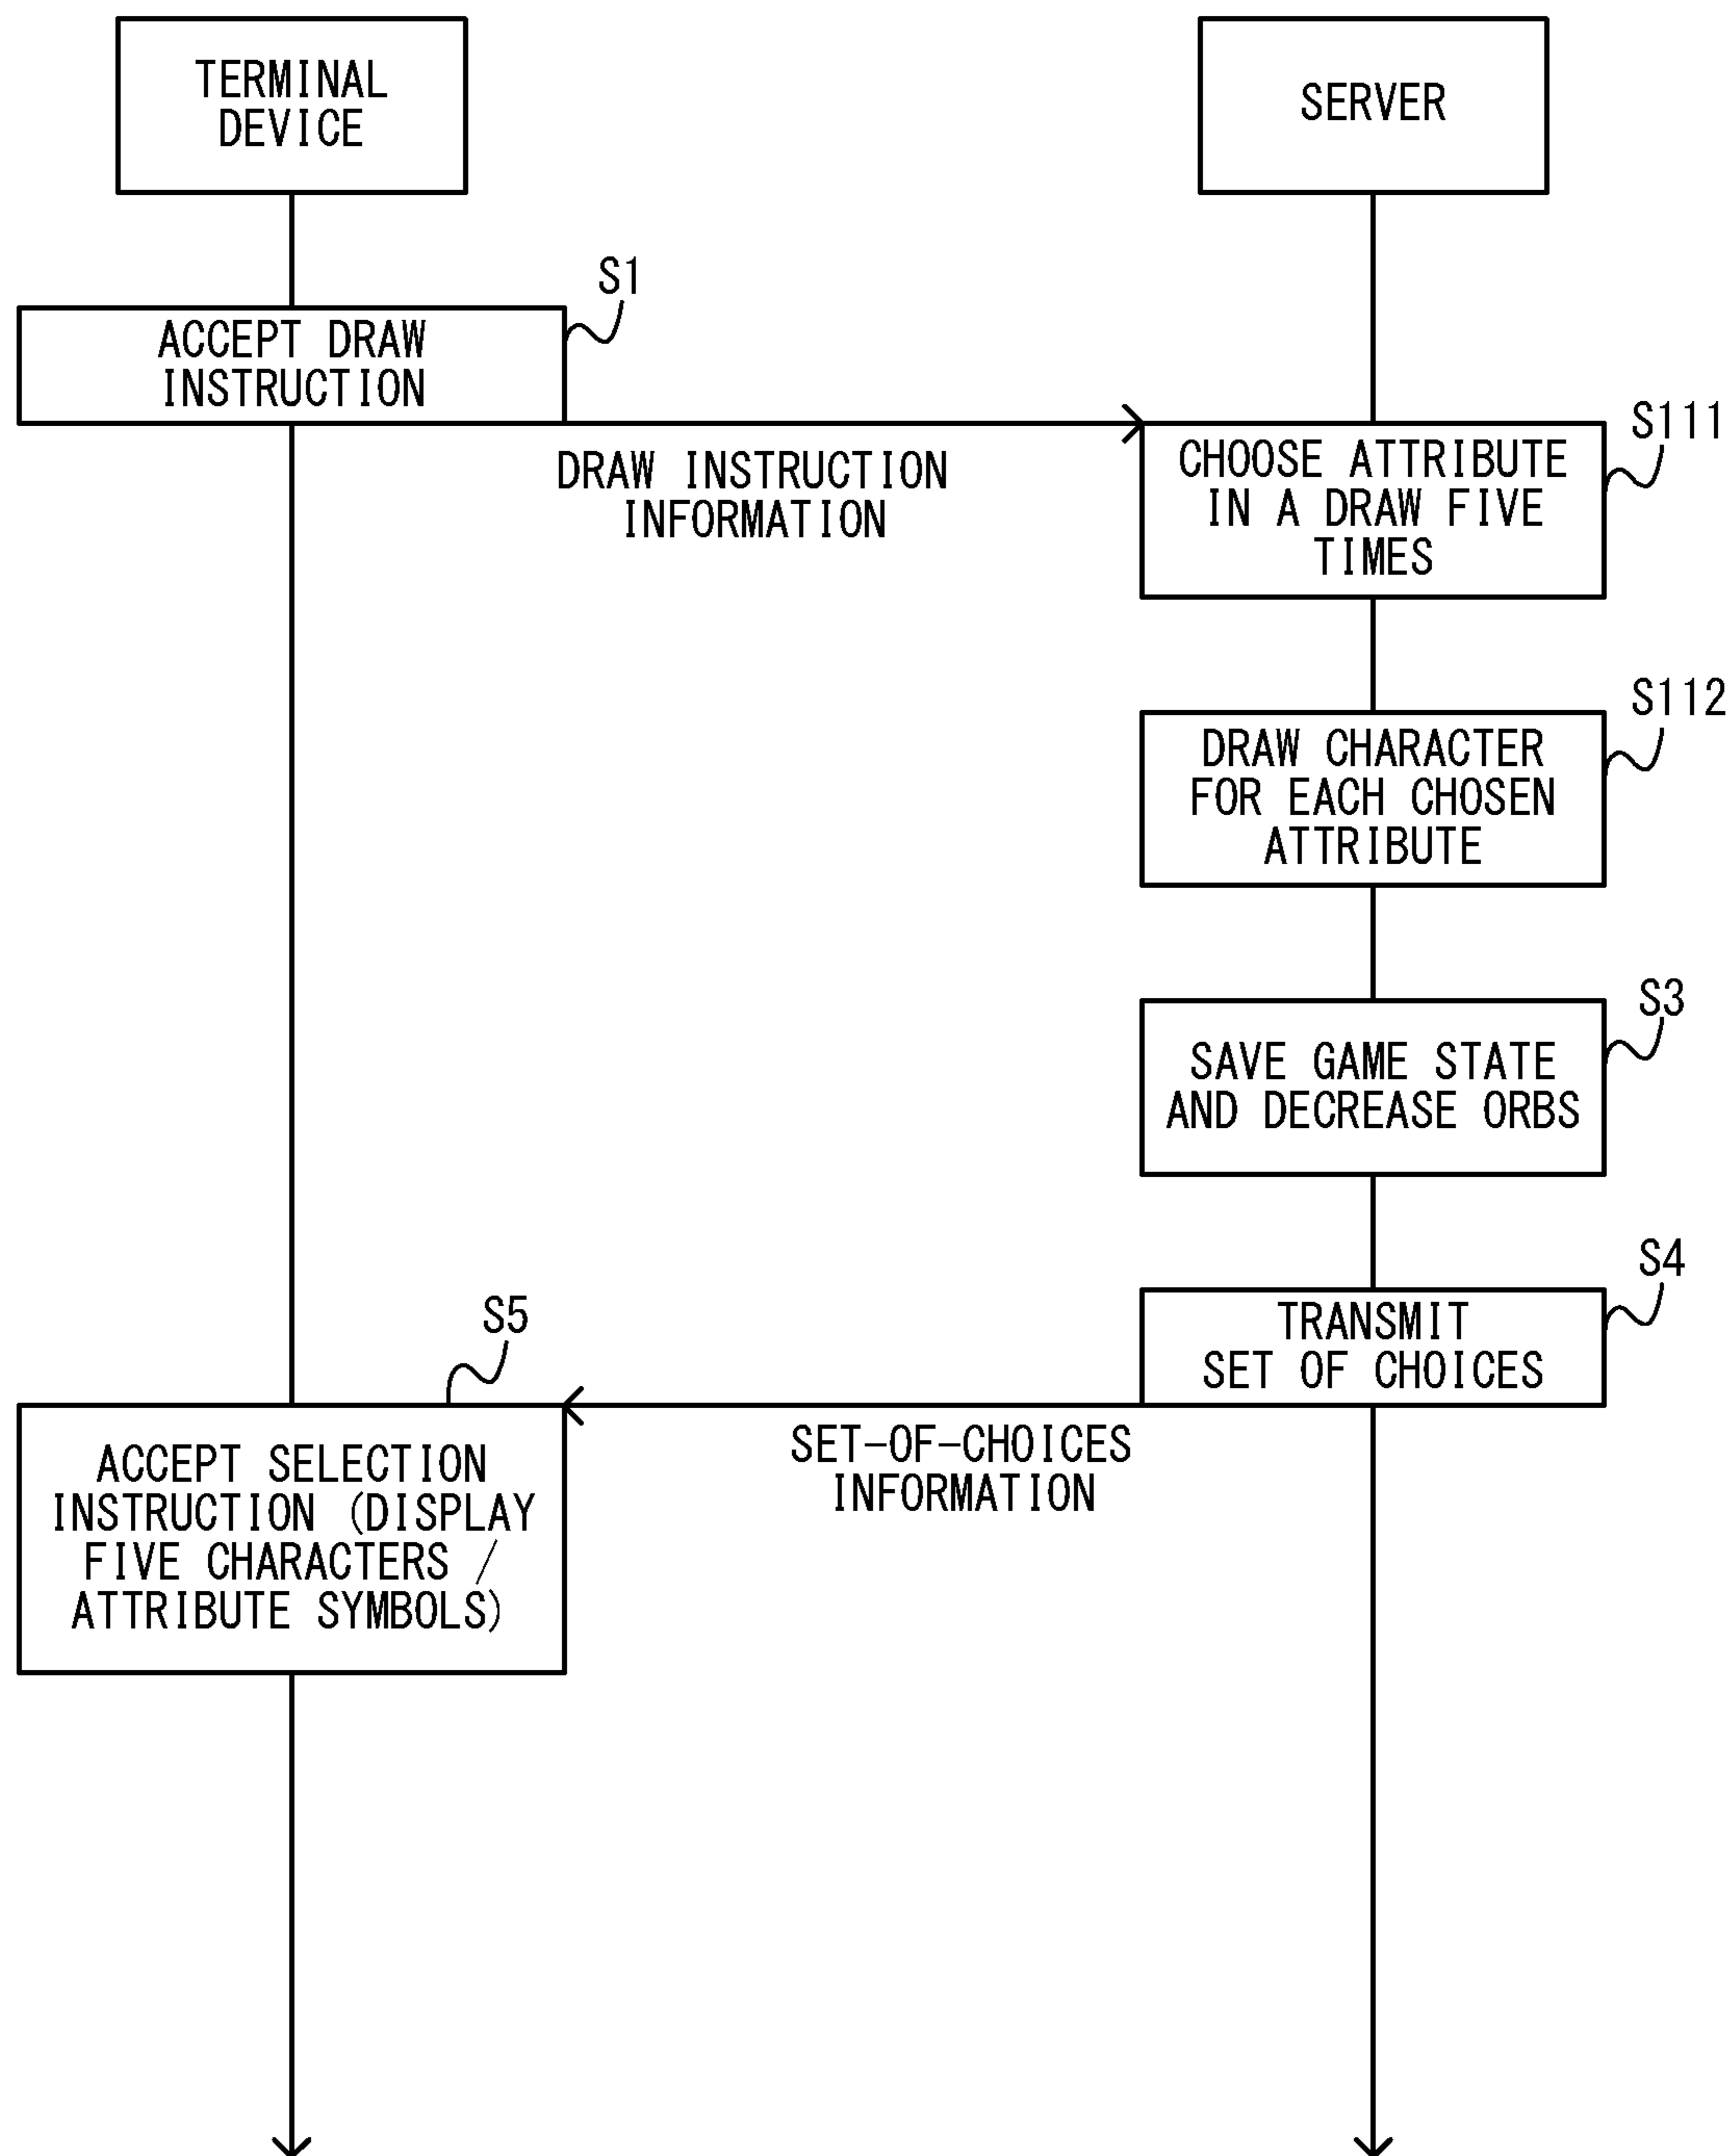 TERMINAL
DEVICE
SERVER
S1
ACCEPT DRAW
INSTRUCTION
DRAW INSTRUCTION
INFORMATION
S111
CHOOSE ATTRIBUTE
IN A DRAW FIVE
TIMES
S112
DRAW CHARACTER
FOR EACH CHOSEN
ATTRIBUTE
S3
SAVE GAME STATE
AND DECREASE ORBS
S4
TRANSMIT
SET OF CHOICES
SET-OF-CHOICES
INFORMATION
S5
ACCEPT SELECTION
INSTRUCTION (DISPLAY
FIVE CHARACTERS /
ATTRIBUTE SYMBOLS)